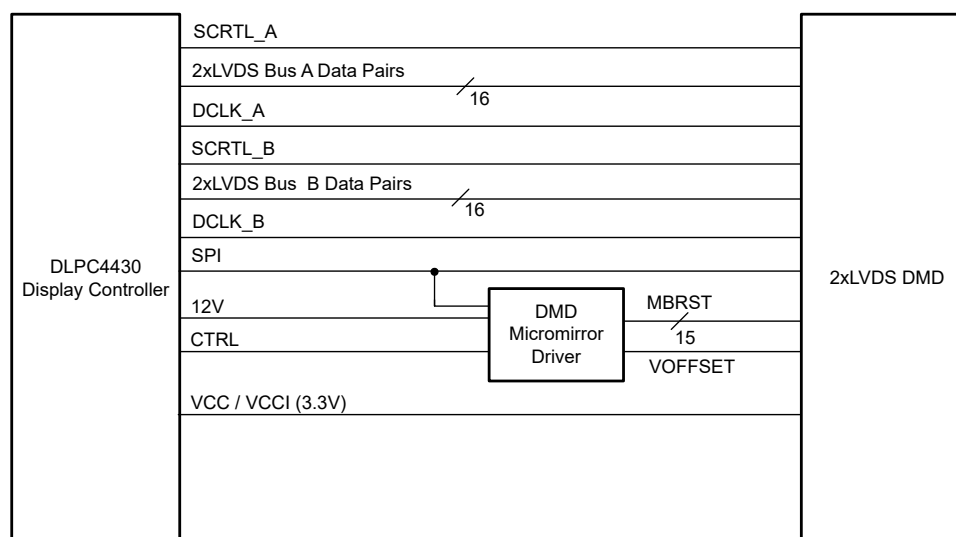 SCRTL_A
2xLVDS Bus A Data Pairs
16
DCLK_A
SCRTL_B
2xLVDS Bus B Data Pairs
16
DCLK_B
SPI
DLPC4430
Display Controller
2xLVDS DMD
12V
CTRL
DMD
Micromirror
Driver
MBRST
15
VOFFSET
VCC / VCCI (3.3V)